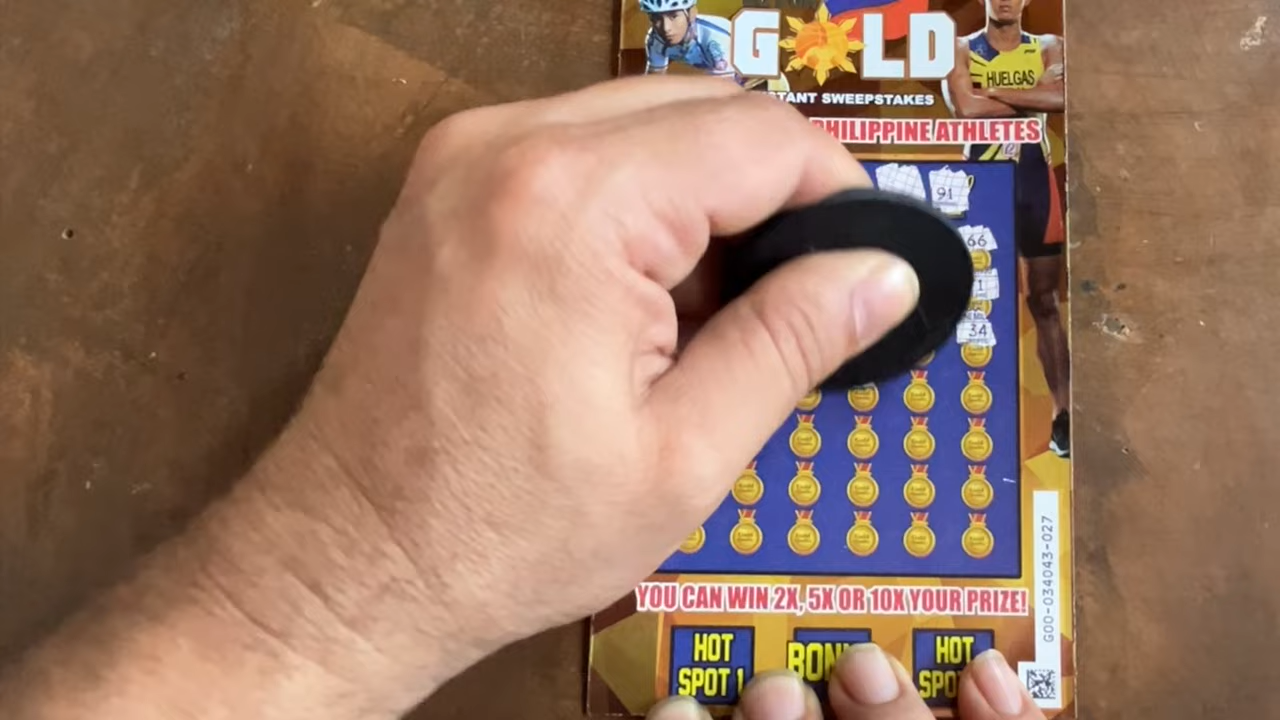 GOLD
INSTANT SWEEPSTAKES
HUELGAS
PHILIPPINE ATHLETES
91
66
1
34
YOU CAN WIN 2X, 5X OR 10X YOUR PRIZE!
G00-034043-027
HOT
SPOT 1
HOT